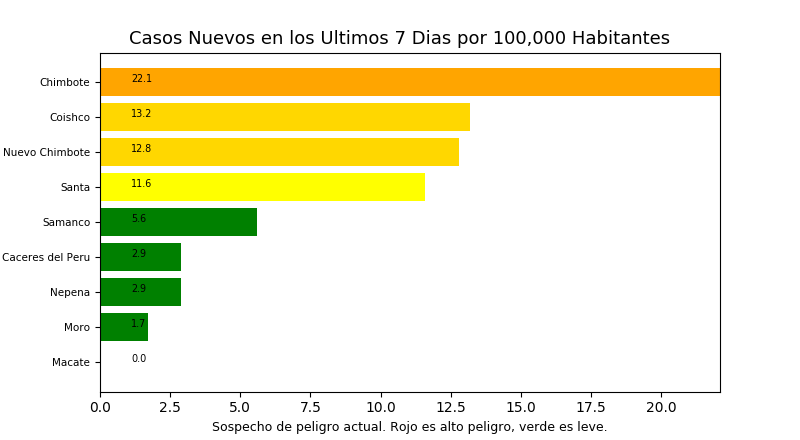 Casos Nuevos en los Ultimos 7 Dias por 100,000 Habitantes
Chimbote 22.1
Coishco 13.2
Nuevo Chimbote 12.8
Santa 11.6
Samanco 5.6
Caceres del Peru 2.9
Nepena 2.9
Moro 1.7
Macate 0.0
0.0 2.5 5.0 7.5 10.0 12.5 15.0 17.5 20.0
Sospecho de peligro actual. Rojo es alto peligro, verde es leve.